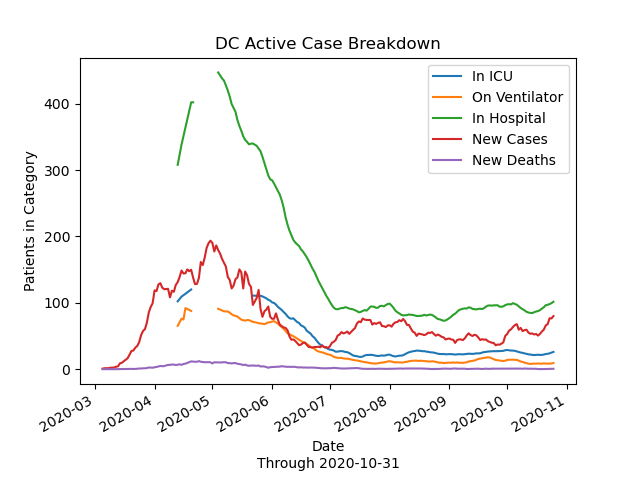 DC Active Case Breakdown
In ICU
On Ventilator
In Hospital
New Cases
New Deaths
Patients in Category
400
300
200
100
0
2020-03
2020-04
2020-05
2020-06
2020-07
2020-08
2020-09
2020-10
2020-11
Date
Through 2020-10-31